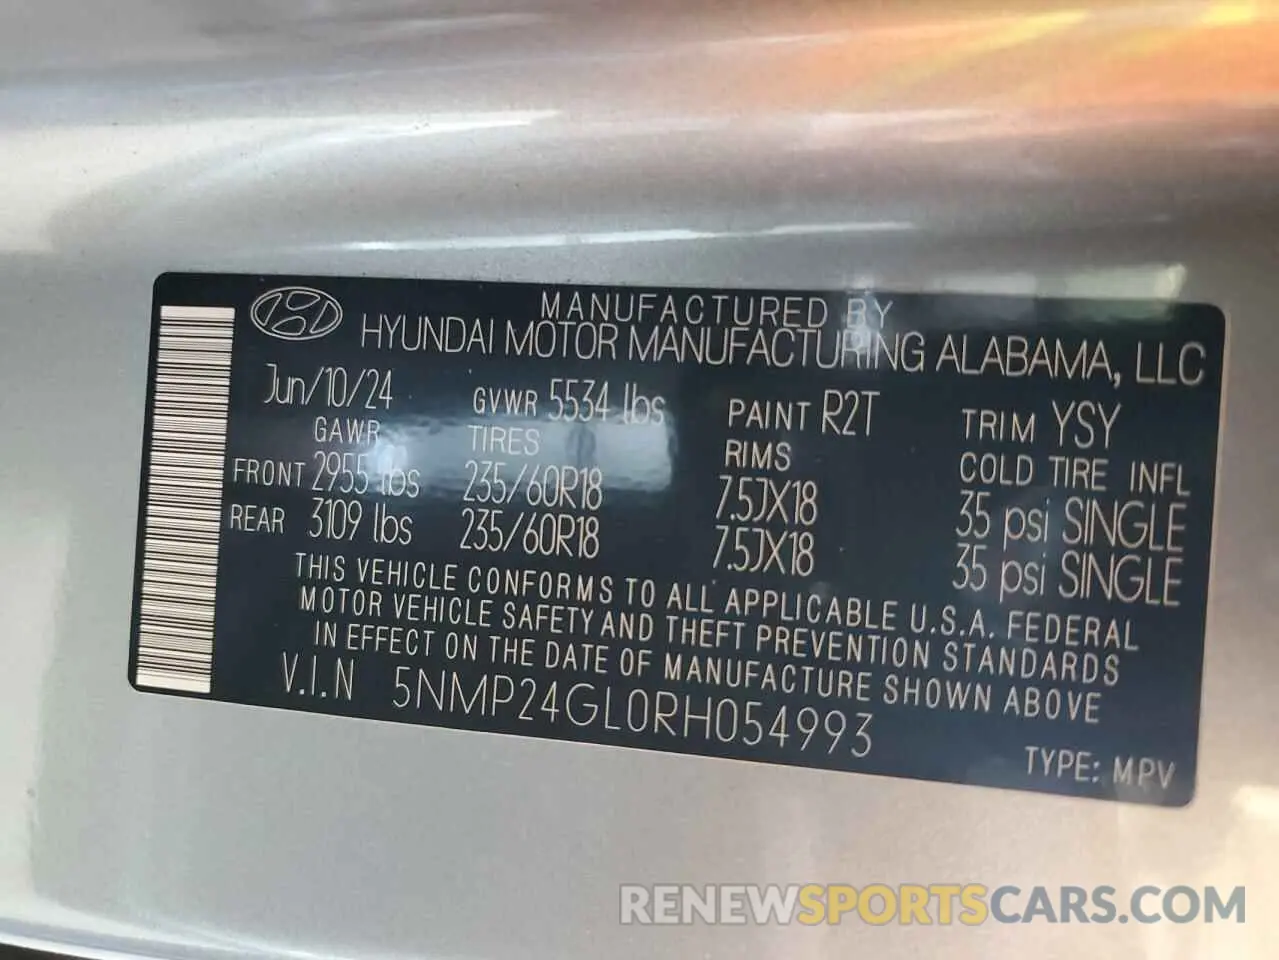 MANUFACTURED BY
HYUNDAI MOTOR MANUFACTURING ALABAMA, LLC
Jun/10/24 GVWR 5534 lbs PAINT R2T TRIM YSY
GAWR TIRES RIMS COLD TIRE INFL
FRONT 2955 lbs 235/60R18 7.5JX18 35 psi SINGLE
REAR 3109 lbs 235/60R18 7.5JX18 35 psi SINGLE
THIS VEHICLE CONFORMS TO ALL APPLICABLE U.S.A. FEDERAL
MOTOR VEHICLE SAFETY AND THEFT PREVENTION STANDARDS
IN EFFECT ON THE DATE OF MANUFACTURE SHOWN ABOVE
V.I.N 5NMP24GL0RH054993
TYPE: MPV
RENEWSPORTSCARS.COM